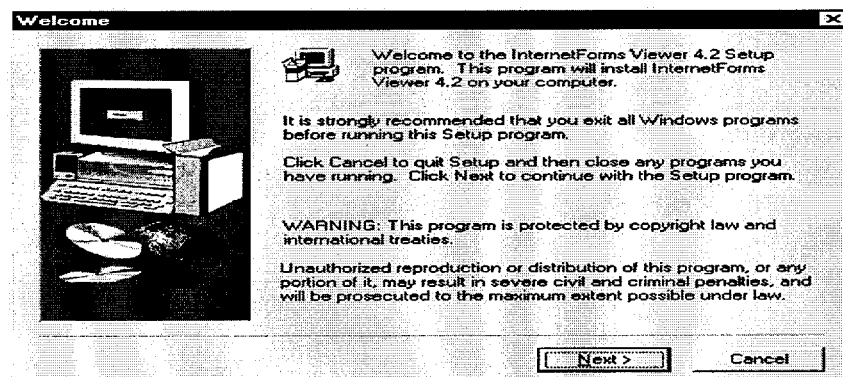 Welcome
Welcome to the InternetForms Viewer 4.2 Setup
program. This program will install InternetForms
Viewer 4.2 on your computer.
It is strongly recommended that you exit all Windows programs
before running this Setup program.
Click Cancel to quit Setup and then close any programs you
have running. Click Next to continue with the Setup program.
WARNING: This program is protected by copyright law and
international treaties.
Unauthorized reproduction or distribution of this program, or any
portion of it, may result in severe civil and criminal penalties, and
will be prosecuted to the maximum extent possible under law.
Next >
Cancel